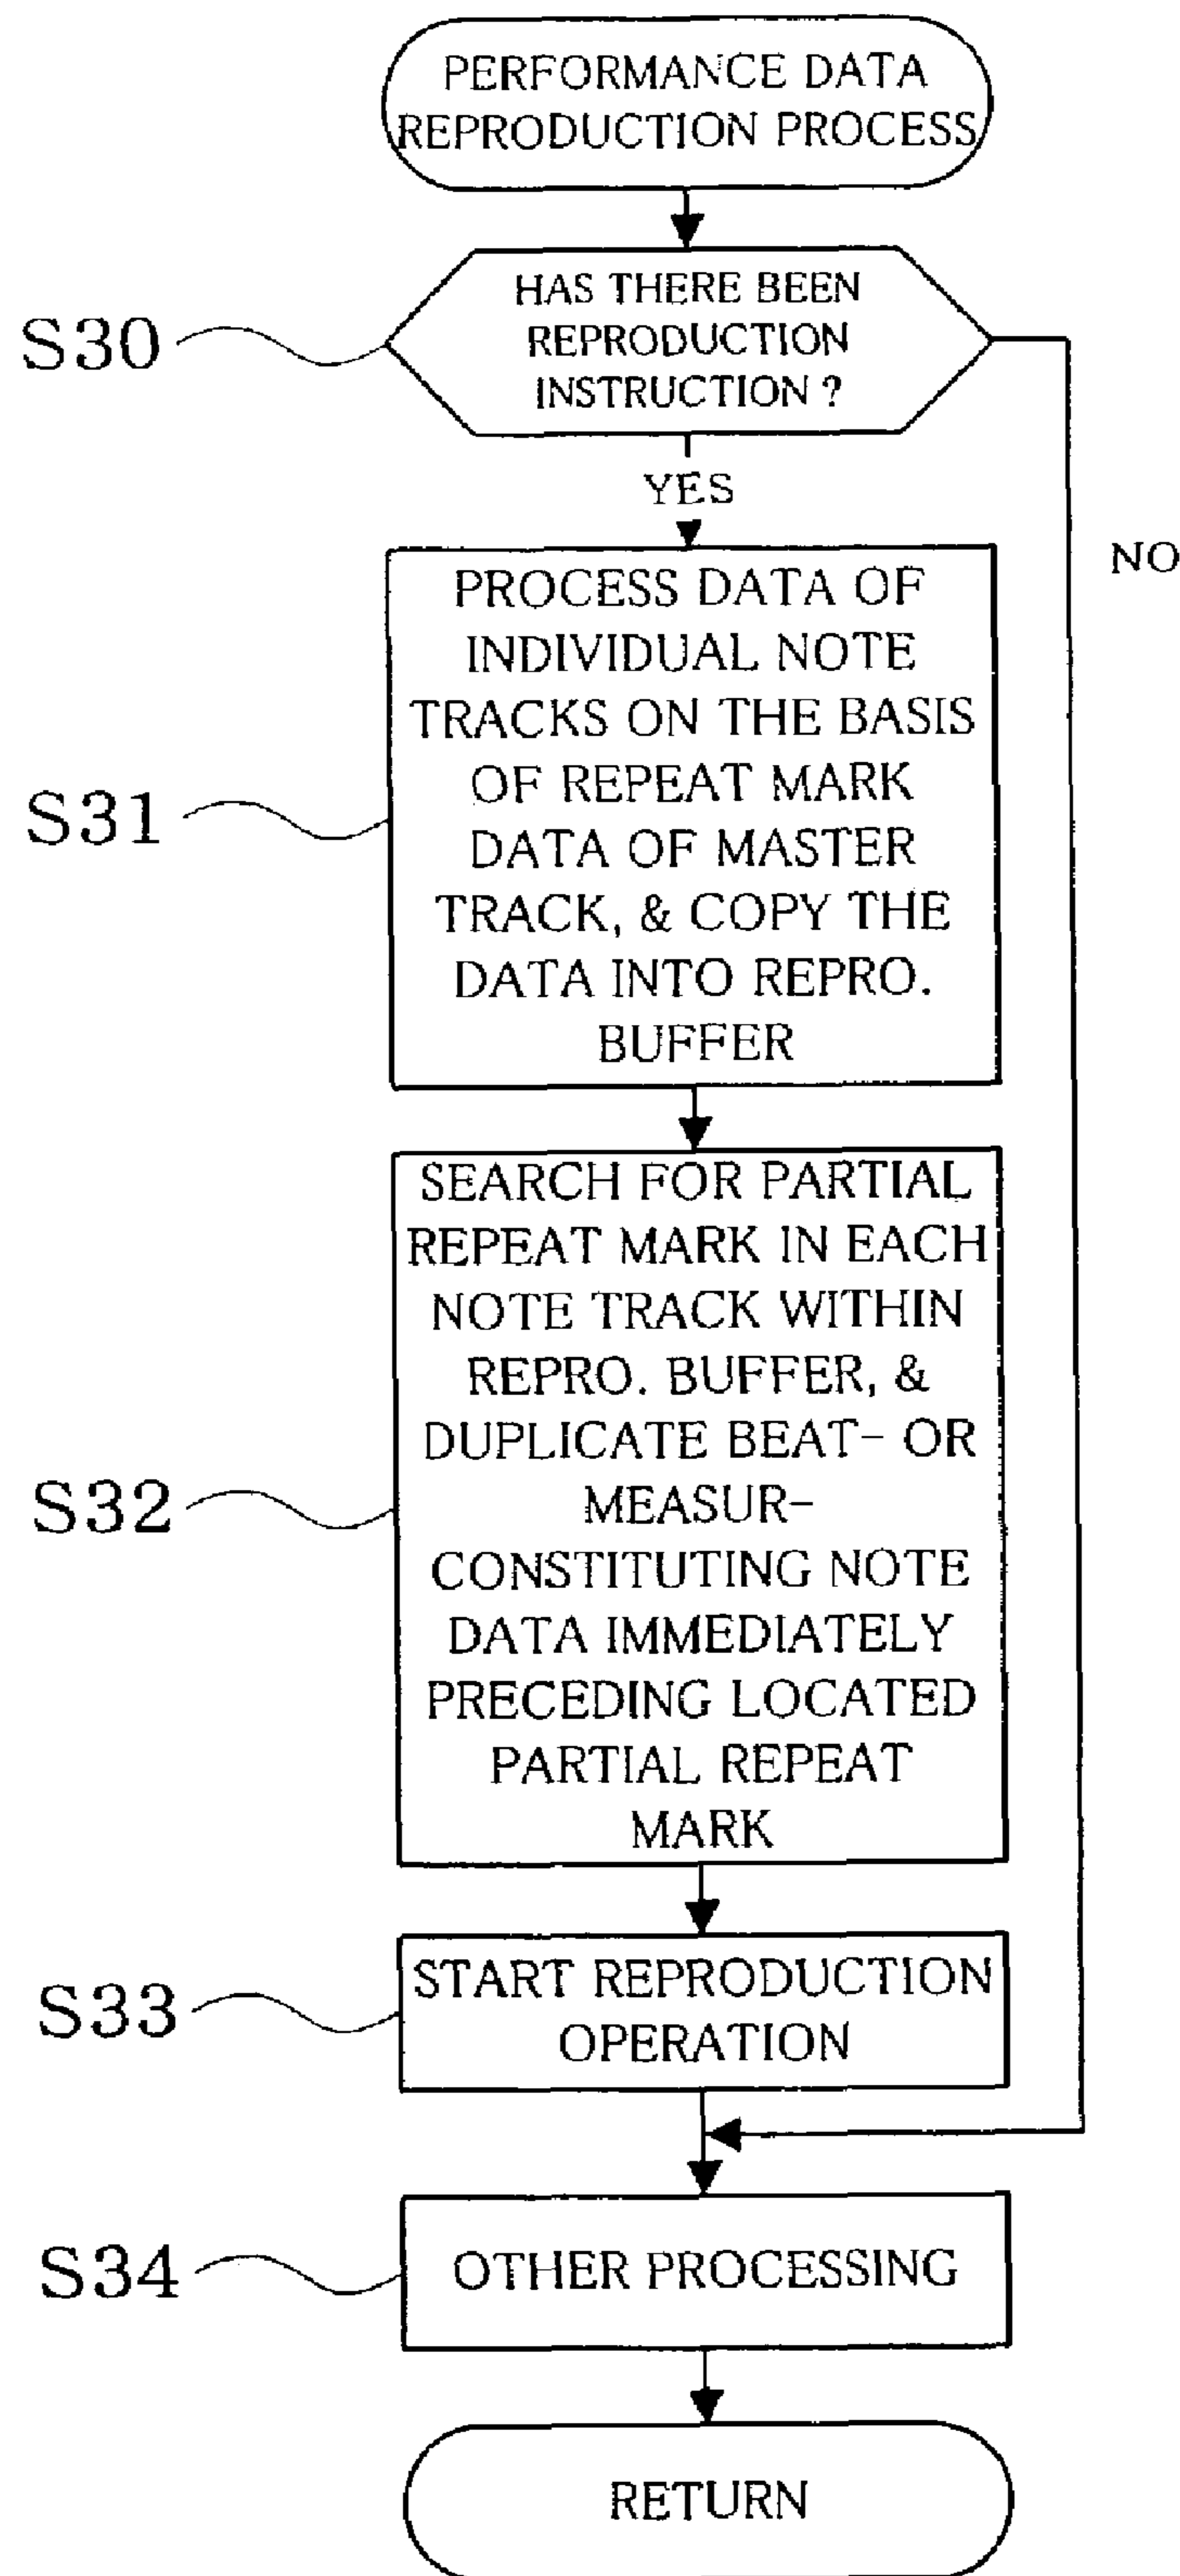 PERFORMANCE DATA
REPRODUCTION PROCESS
S30
HAS THERE BEEN
REPRODUCTION
INSTRUCTION ?
YES
NO
S31
PROCESS DATA OF
INDIVIDUAL NOTE
TRACKS ON THE BASIS
OF REPEAT MARK
DATA OF MASTER
TRACK, & COPY THE
DATA INTO REPRO.
BUFFER
S32
SEARCH FOR PARTIAL
REPEAT MARK IN EACH
NOTE TRACK WITHIN
REPRO. BUFFER, &
DUPLICATE BEAT- OR
MEASUR-
CONSTITUTING NOTE
DATA IMMEDIATELY
PRECEDING LOCATED
PARTIAL REPEAT
MARK
S33
START REPRODUCTION
OPERATION
S34
OTHER PROCESSING
RETURN